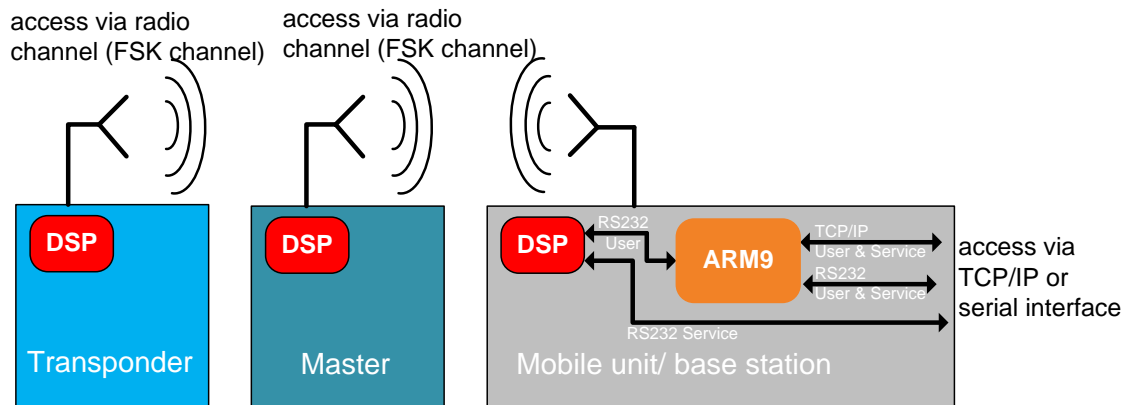 access via radio
channel (FSK channel)
access via radio
channel (FSK channel)
DSP
Transponder
DSP
Master
DSP
RS232
User
ARM9
TCP/IP
User & Service
RS232
User & Service
RS232 Service
Mobile unit/ base station
access via
TCP/IP or
serial interface